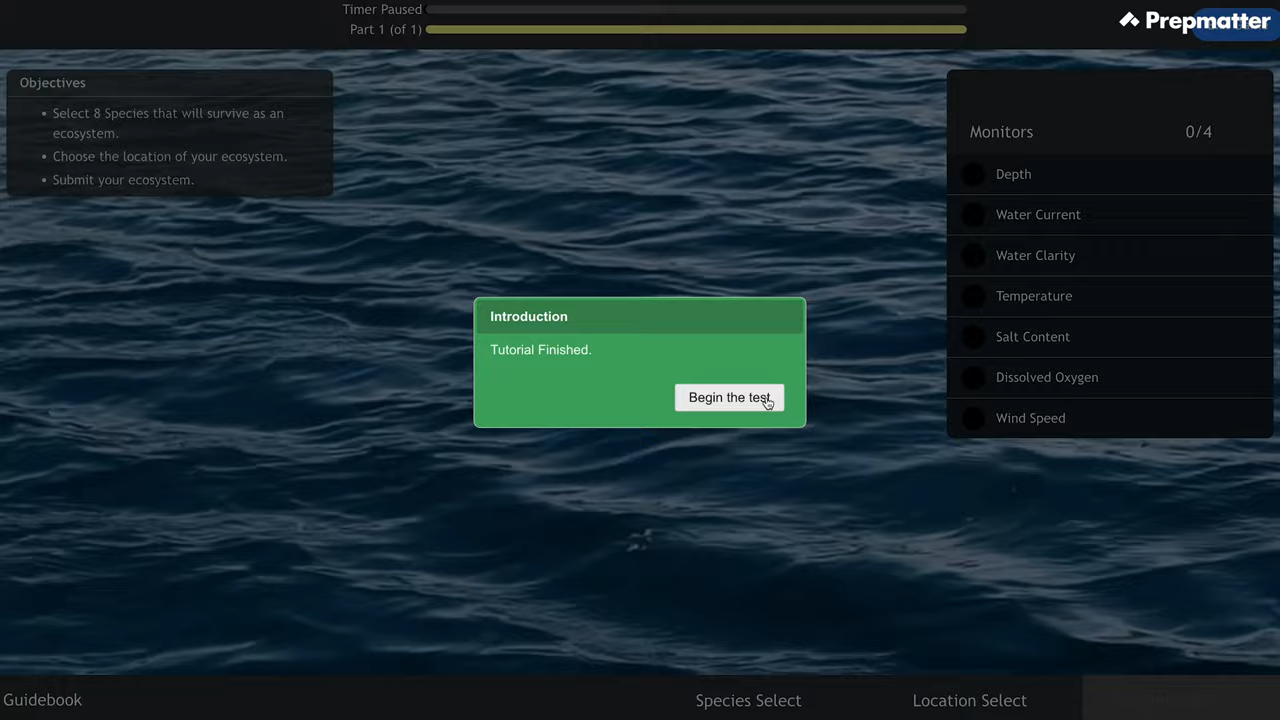 Timer Paused
Part 1 (of 1)
Prepmatter
Objectives
• Select 8 Species that will survive as an
ecosystem.
• Choose the location of your ecosystem.
• Submit your ecosystem.
Monitors 0/4
Depth
Water Current
Water Clarity
Temperature
Salt Content
Dissolved Oxygen
Wind Speed
Introduction
Tutorial Finished.
Begin the test
Guidebook
Species Select
Location Select